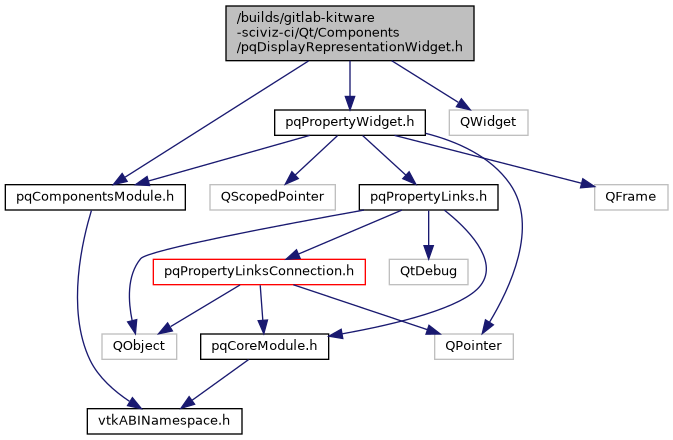 /builds/gitlab-kitware
-sciviz-ci/Qt/Components
/pqDisplayRepresentationWidget.h
pqPropertyWidget.h
QWidget
pqComponentsModule.h
QScopedPointer
pqPropertyLinks.h
QFrame
pqPropertyLinksConnection.h
QtDebug
QObject
pqCoreModule.h
QPointer
vtkABINamespace.h